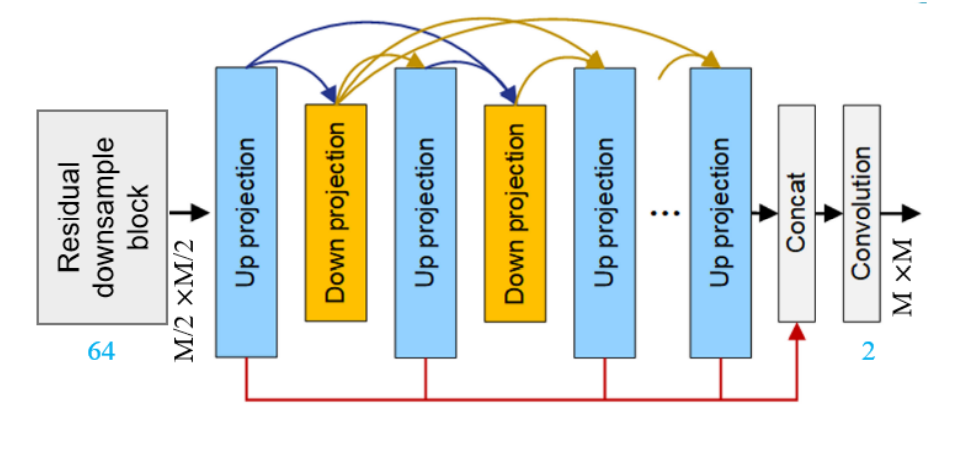 Residual
downsample
block
64
M/2 ×M/2
Up projection
Down projection
Up projection
Down projection
Up projection
...
Up projection
Concat
Convolution
2
M ×M